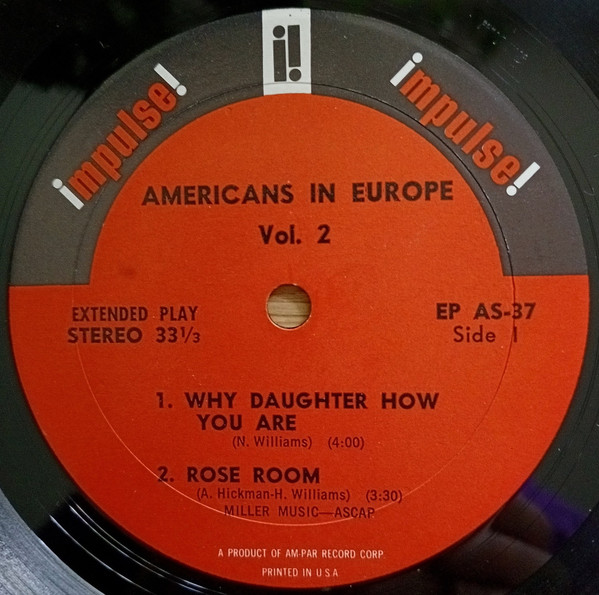 impulse!
i!
impulse!
AMERICANS IN EUROPE
Vol. 2
EXTENDED PLAY
STEREO 33⅓
EP AS-37
Side 1
1. WHY DAUGHTER HOW
YOU ARE
(N. Williams) (4:00)
2. ROSE ROOM
(A. Hickman-H. Williams) (3:30)
MILLER MUSIC—ASCAP
A PRODUCT OF AM-PAR RECORD CORP.
PRINTED IN U.S.A.